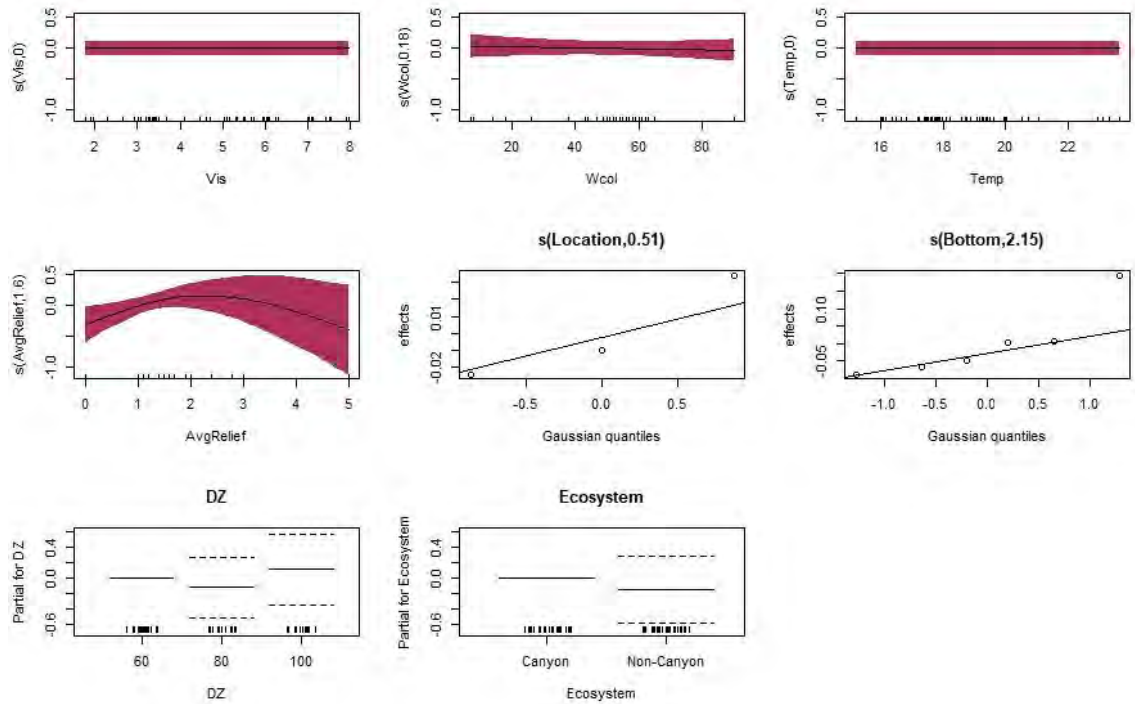 s(Vis,0)
0.5
0.0
-1.0
2 3 4 5 6 7 8
Vis
s(Wcol,0.18)
0.5
0.0
-1.0
20 40 60 80
Wcol
s(Temp,0)
0.5
0.0
-1.0
16 18 20 22
Temp
s(AvgRelief,1.6)
0.5
0.0
-1.0
0 1 2 3 4 5
AvgRelief
s(Location,0.51)
effects
0.01
-0.02
-0.5 0.0 0.5
Gaussian quantiles
s(Bottom,2.15)
effects
0.10
-0.05
-1.0 0.0 0.5 1.0
Gaussian quantiles
DZ
Partial for DZ
0.4
0.0
-0.6
60 80 100
DZ
Ecosystem
Partial for Ecosystem
0.4
0.0
-0.6
Canyon Non-Canyon
Ecosystem